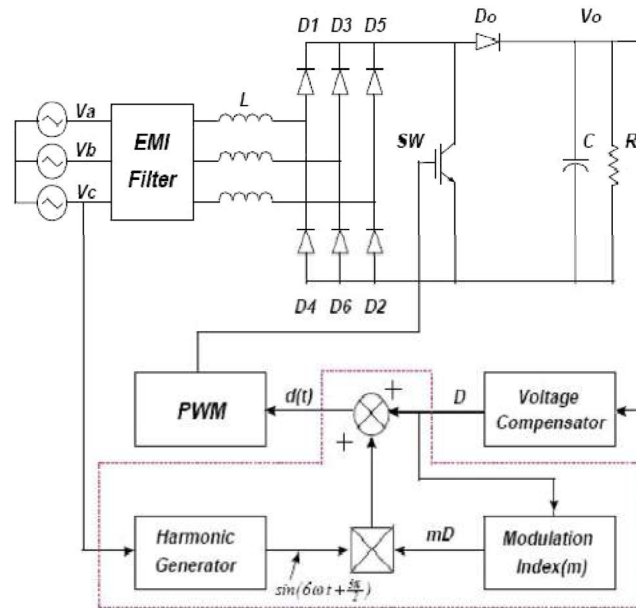 D1 D3 D5 Do Vo
L
Va
Vb
Vc
EMI
Filter
SW
C
R
D4 D6 D2
PWM
d(t)
+
+
D
Voltage
Compensator
Harmonic
Generator
mD
Modulation
Index(m)